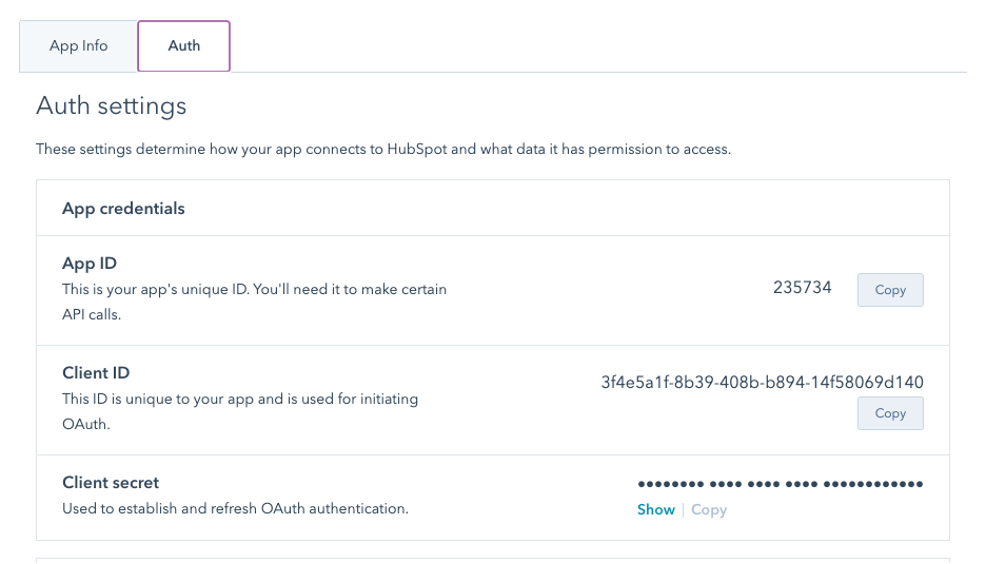 App Info
Auth
Auth settings
These settings determine how your app connects to HubSpot and what data it has permission to access.
App credentials
App ID
This is your app's unique ID. You'll need it to make certain
API calls.
235734
Copy
Client ID
This ID is unique to your app and is used for initiating
OAuth.
3f4e5a1f-8b39-408b-b894-14f58069d140
Copy
Client secret
Used to establish and refresh OAuth authentication.
•••••••• •••• •••• •••• ••••••••••••
Show | Copy